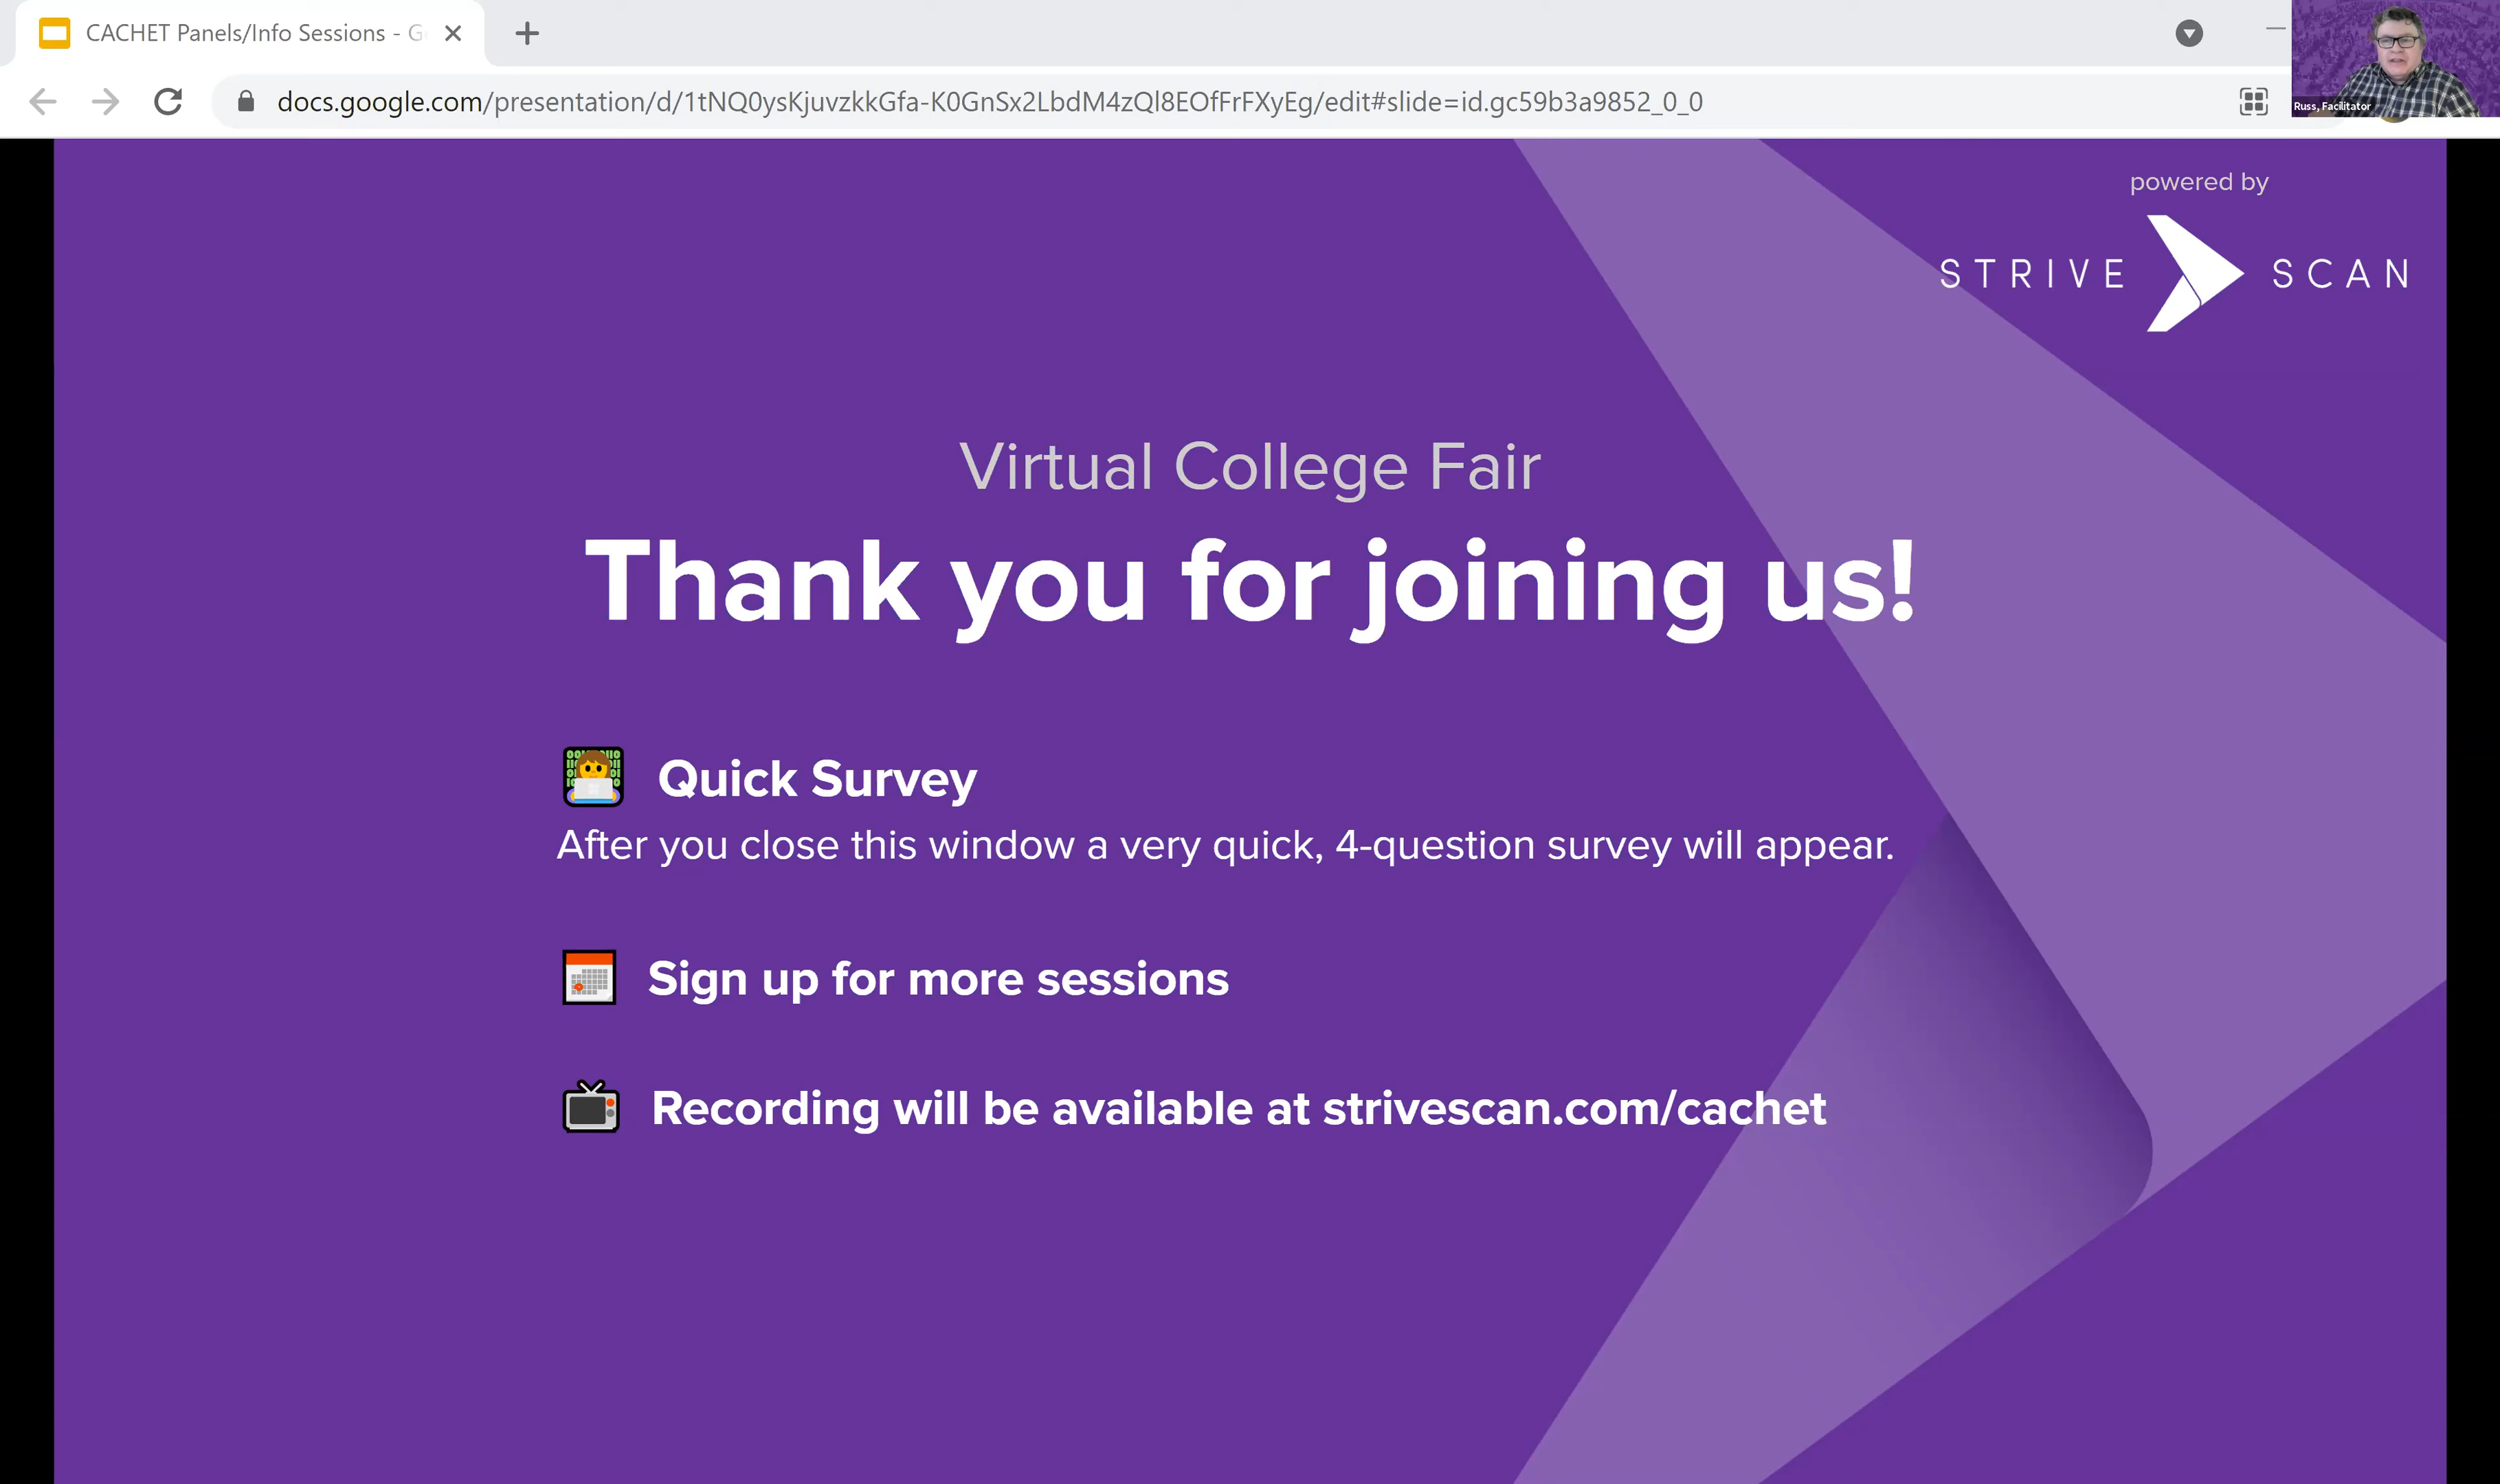 CACHET Panels/Info Sessions - G
docs.google.com/presentation/d/1tNQ0ysKjuvzkkGfa-K0GnSx2LbdM4zQl8EOfFrFXyEg/edit#slide=id.gc59b3a9852_0_0
Russ, Facilitator
powered by
STRIVE SCAN
Virtual College Fair
Thank you for joining us!
Quick Survey
After you close this window a very quick, 4-question survey will appear.
Sign up for more sessions
Recording will be available at strivescan.com/cachet